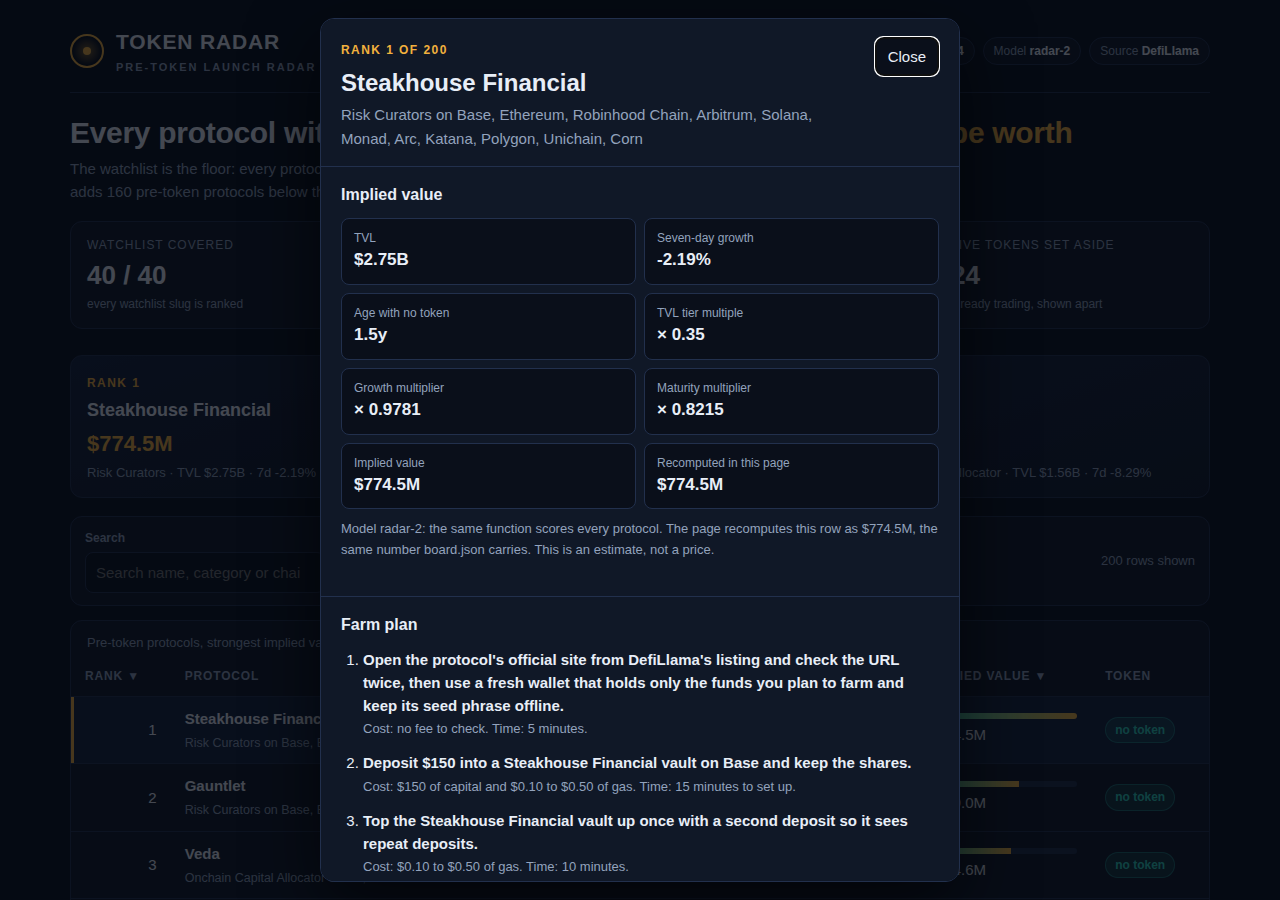 TOKEN RADAR
PRE-TOKEN LAUNCH RADAR
Model radar-2
Source DefiLlama
RANK 1 OF 200
Close
Steakhouse Financial
Risk Curators on Base, Ethereum, Robinhood Chain, Arbitrum, Solana,
Monad, Arc, Katana, Polygon, Unichain, Corn
Every protocol
be worth
The watchlist is the floor: every
adds 160 pre-token protocols below
WATCHLIST COVERED
40 / 40
every watchlist slug is ranked
TOKENS SET ASIDE
24
trading, shown apart
Implied value
TVL
$2.75B
Seven-day growth
-2.19%
Age with no token
1.5y
TVL tier multiple
× 0.35
Growth multiplier
× 0.9781
Maturity multiplier
× 0.8215
Implied value
$774.5M
Recomputed in this page
$774.5M
Model radar-2: the same function scores every protocol. The page recomputes this row as $774.5M, the
same number board.json carries. This is an estimate, not a price.
RANK 1
Steakhouse Financial
$774.5M
Risk Curators · TVL $2.75B · 7d -2.19%
TVL $1.56B · 7d -8.29%
Search
Search name, category or chai
200 rows shown
Farm plan
1. Open the protocol's official site from DefiLlama's listing and check the URL
twice, then use a fresh wallet that holds only the funds you plan to farm and
keep its seed phrase offline.
Cost: no fee to check. Time: 5 minutes.
2. Deposit $150 into a Steakhouse Financial vault on Base and keep the shares.
Cost: $150 of capital and $0.10 to $0.50 of gas. Time: 15 minutes to set up.
3. Top the Steakhouse Financial vault up once with a second deposit so it sees
repeat deposits.
Cost: $0.10 to $0.50 of gas. Time: 10 minutes.
Pre-token protocols, strongest implied
RANK ▼
PROTOCOL
VALUE ▼
TOKEN
1
Steakhouse
Risk Curators on Base,
no token
2
Gauntlet
Risk Curators on Base,
no token
3
Veda
Onchain Capital Allocator
no token